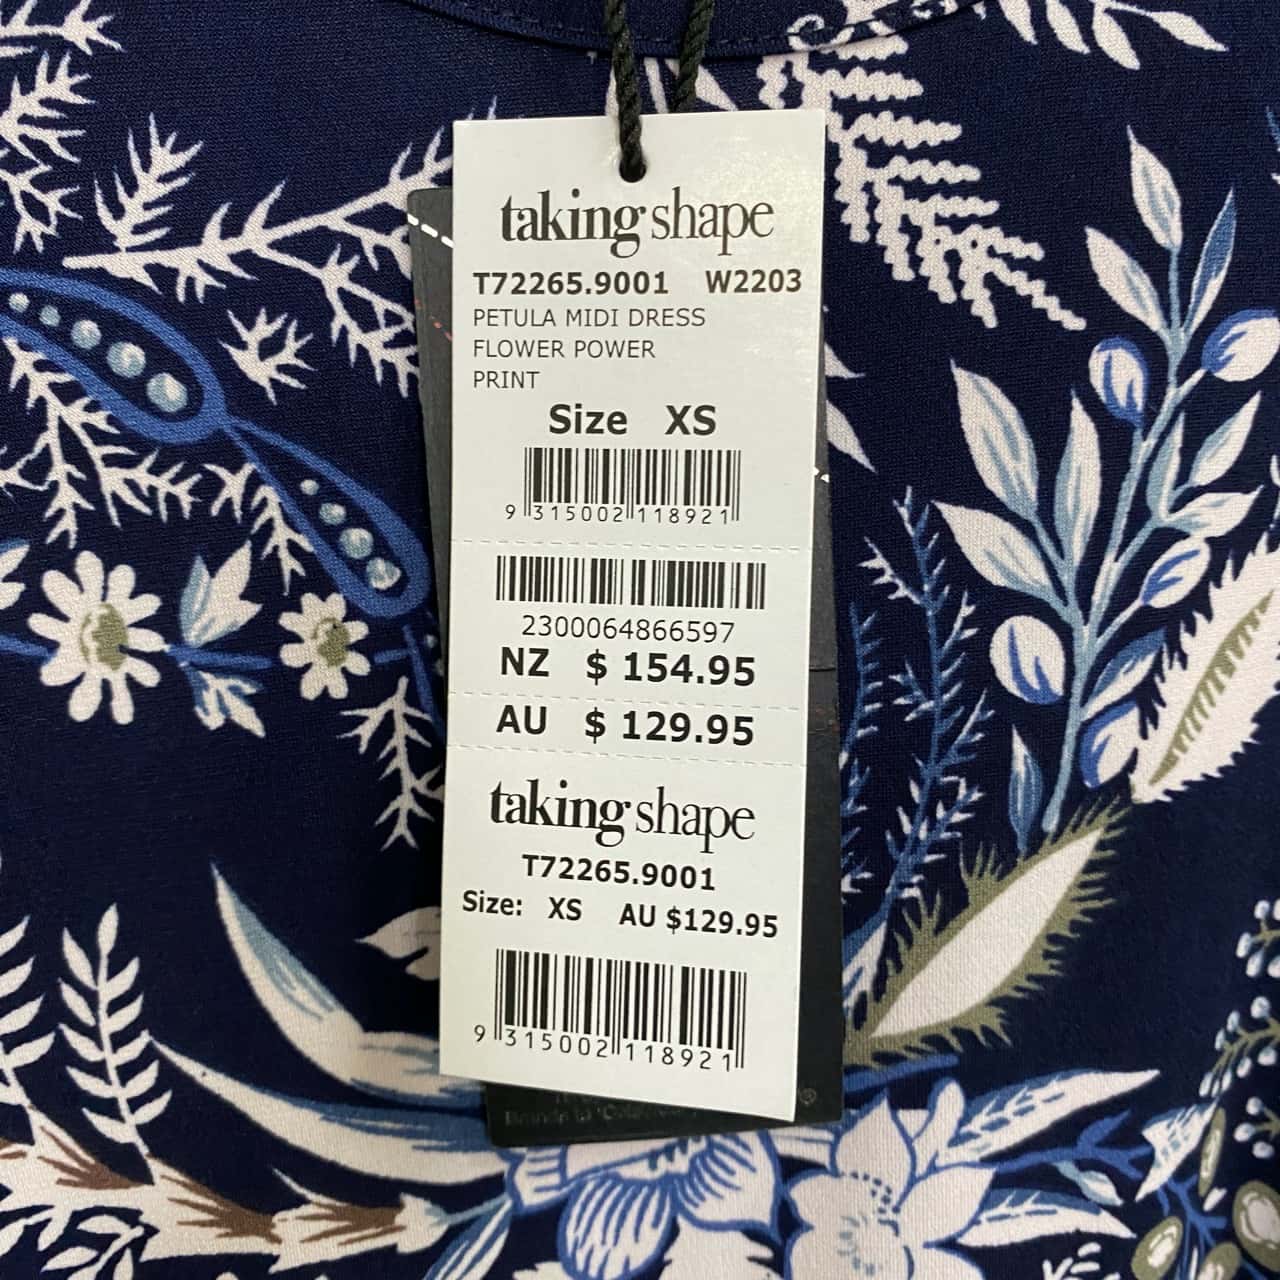 taking shape
T72265.9001 W2203
PETULA MIDI DRESS
FLOWER POWER
PRINT
Size XS
9 315002 118921
2300064866597
NZ $ 154.95
AU $ 129.95
taking shape
T72265.9001
Size: XS AU $129.95
9 315002 118921
®